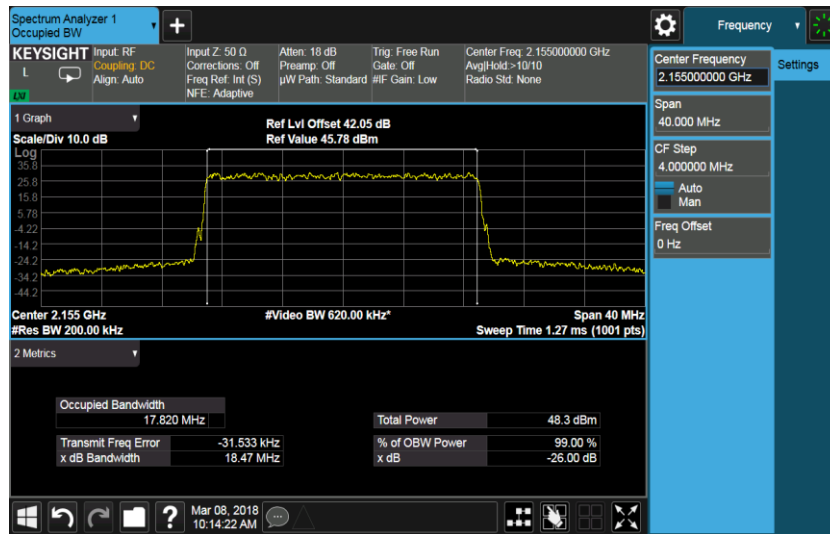 Spectrum Analyzer 1
Occupied BW
+
Frequency
KEYSIGHT
L
LXI
Input: RF
Coupling: DC
Align: Auto
Input Z: 50 Ω
Corrections: Off
Freq Ref: Int (S)
NFE: Adaptive
Atten: 18 dB
Preamp: Off
µW Path: Standard
Trig: Free Run
Gate: Off
#IF Gain: Low
Center Freq: 2.155000000 GHz
Avg|Hold:>10/10
Radio Std: None
Center Frequency
2.155000000 GHz
Settings
Span
40.000 MHz
CF Step
4.000000 MHz
Auto
Man
Freq Offset
0 Hz
1 Graph
Scale/Div 10.0 dB
Ref Lvl Offset 42.05 dB
Ref Value 45.78 dBm
Log
35.8
25.8
15.8
5.78
-4.22
-14.2
-24.2
-34.2
-44.2
Center 2.155 GHz
#Video BW 620.00 kHz*
Span 40 MHz
#Res BW 200.00 kHz
Sweep Time 1.27 ms (1001 pts)
2 Metrics
Occupied Bandwidth
17.820 MHz
Total Power 48.3 dBm
Transmit Freq Error -31.533 kHz
% of OBW Power 99.00 %
x dB Bandwidth 18.47 MHz
x dB -26.00 dB
?
Mar 08, 2018
10:14:22 AM